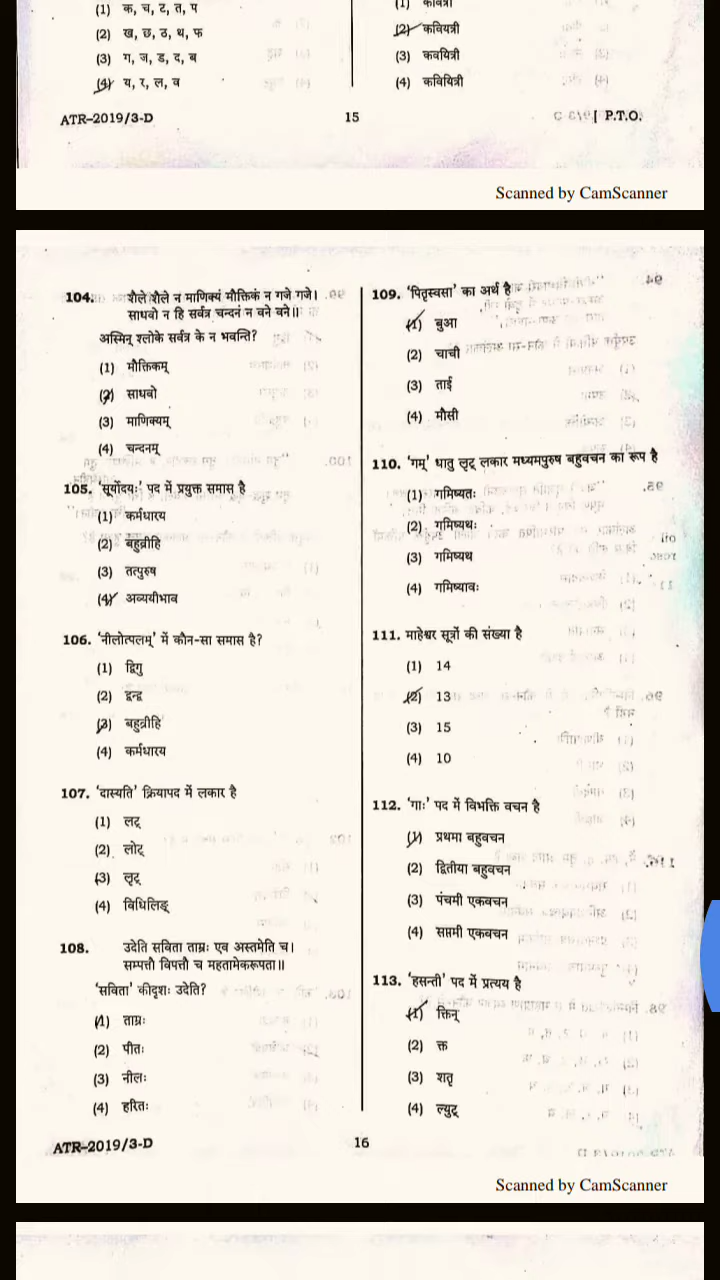 (1) क, च, ट, त, प
(2) ख, छ, ठ, थ, फ
(3) ग, ज, ड, द, ब
(4) य, र, ल, व
(2) कवियत्री
(3) कवयित्री
(4) कवियित्री
ATR–2019/3-D
15
[ P.T.O.
Scanned by CamScanner
104. शैले शैले न माणिक्यं मौक्तिकं न गजे गजे।
साधवो न हि सर्वत्र चन्दनं न वने वने॥
अस्मिन् श्लोके सर्वत्र के न भवन्ति?
(1) मौक्तिकम्
(2) साधवो
(3) माणिक्यम्
(4) चन्दनम्
105. 'सूर्योदयः' पद में प्रयुक्त समास है
(1) कर्मधारय
(2) बहुव्रीहि
(3) तत्पुरुष
(4) अव्ययीभाव
106. 'नीलोत्पलम्' में कौन-सा समास है?
(1) द्विगु
(2) द्वन्द्व
(3) बहुव्रीहि
(4) कर्मधारय
107. 'दास्यति' क्रियापद में लकार है
(1) लट्
(2) लोट्
(3) लृट्
(4) विधिलिङ्
108. उदेति सविता ताम्रः एव अस्तमेति च।
सम्पत्तौ विपत्तौ च महतामेकरूपता॥
'सविता' कीदृशः उदेति?
(1) ताम्रः
(2) पीतः
(3) नीलः
(4) हरितः
109. 'पितृस्वसा' का अर्थ है
(1) बुआ
(2) चाची
(3) ताई
(4) मौसी
110. 'गम्' धातु लृट् लकार मध्यमपुरुष बहुवचन का रूप है
(1) गमिष्यतः
(2) गमिष्यथः
(3) गमिष्यथ
(4) गमिष्यावः
111. माहेश्वर सूत्रों की संख्या है
(1) 14
(2) 13
(3) 15
(4) 10
112. 'गाः' पद में विभक्ति वचन है
(1) प्रथमा बहुवचन
(2) द्वितीया बहुवचन
(3) पंचमी एकवचन
(4) सप्तमी एकवचन
113. 'हसन्ती' पद में प्रत्यय है
(1) क्तिन्
(2) क्त
(3) शतृ
(4) ल्युट्
ATR–2019/3-D
16
Scanned by CamScanner